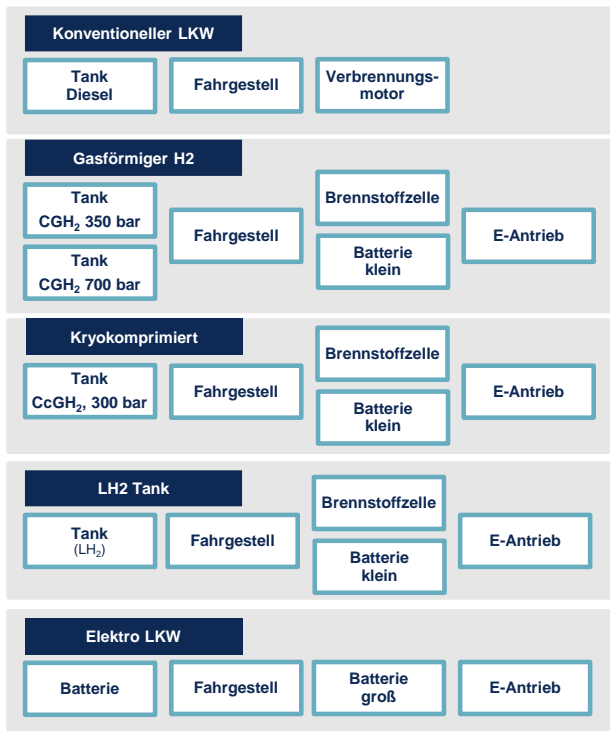 Konventioneller LKW
Tank
Diesel
Fahrgestell
Verbrennungs-
motor
Gasförmiger H2
Tank
CGH₂ 350 bar
Tank
CGH₂ 700 bar
Fahrgestell
Brennstoffzelle
Batterie
klein
E-Antrieb
Kryokomprimiert
Tank
CcGH₂, 300 bar
Fahrgestell
Brennstoffzelle
Batterie
klein
E-Antrieb
LH2 Tank
Tank
(LH₂)
Fahrgestell
Brennstoffzelle
Batterie
klein
E-Antrieb
Elektro LKW
Batterie
Fahrgestell
Batterie
groß
E-Antrieb